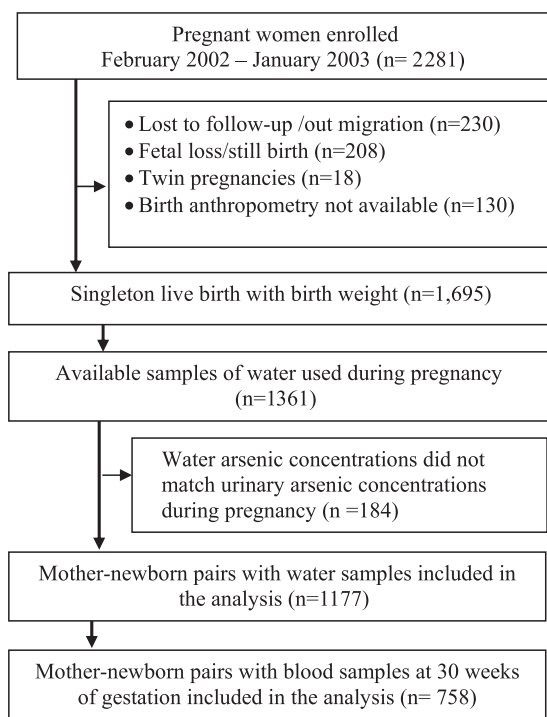 Pregnant women enrolled
February 2002 – January 2003 (n= 2281)
• Lost to follow-up /out migration (n=230)
• Fetal loss/still birth (n=208)
• Twin pregnancies (n=18)
• Birth anthropometry not available (n=130)
Singleton live birth with birth weight (n=1,695)
Available samples of water used during pregnancy
(n=1361)
Water arsenic concentrations did not
match urinary arsenic concentrations
during pregnancy (n =184)
Mother-newborn pairs with water samples included in
the analysis (n=1177)
Mother-newborn pairs with blood samples at 30 weeks
of gestation included in the analysis (n= 758)